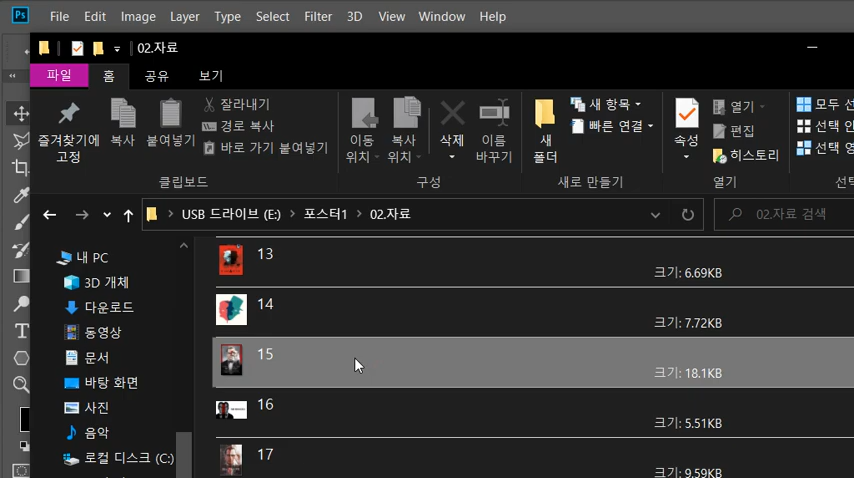 Ps File Edit Image Layer Type Select Filter 3D View Window Help
02.자료
파일 홈 공유 보기
즐겨찾기에 고정 복사 붙여넣기 잘라내기 이동 위치 복사 위치 삭제 이름 바꾸기 새 폴더 새 항목 속성 열기 모두
경로 복사 빠른 연결 편집 선택
바로 가기 붙여넣기 히스토리 선택
클립보드 구성 새로 만들기 열기 선택
USB 드라이브 (E:) 포스터1 02.자료 02.자료 검색
내 PC
3D 개체
다운로드
동영상
문서
바탕 화면
사진
음악
로컬 디스크 (C:)
13
크기: 6.69KB
14
크기: 7.72KB
15
크기: 18.1KB
16
크기: 5.51KB
17
크기: 9.59KB